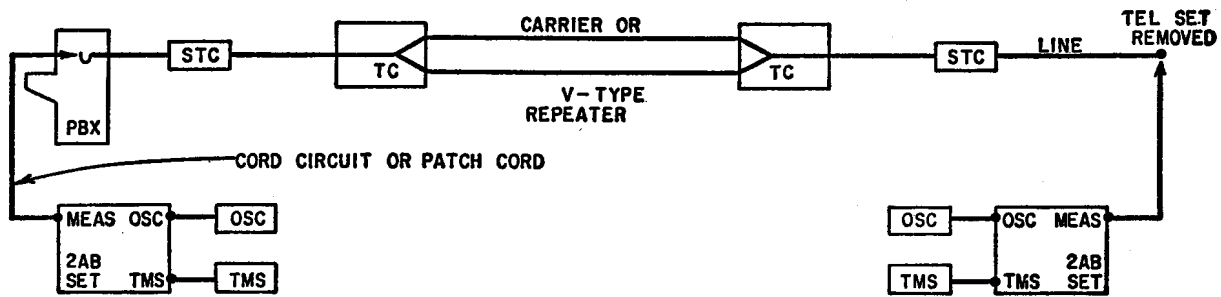 CARRIER OR
TEL SET
REMOVED
STC
TC
TC
STC
LINE
V-TYPE
REPEATER
PBX
CORD CIRCUIT OR PATCH CORD
MEAS OSC
OSC
2AB
SET TMS
TMS
OSC
OSC MEAS
TMS
2AB
TMS SET